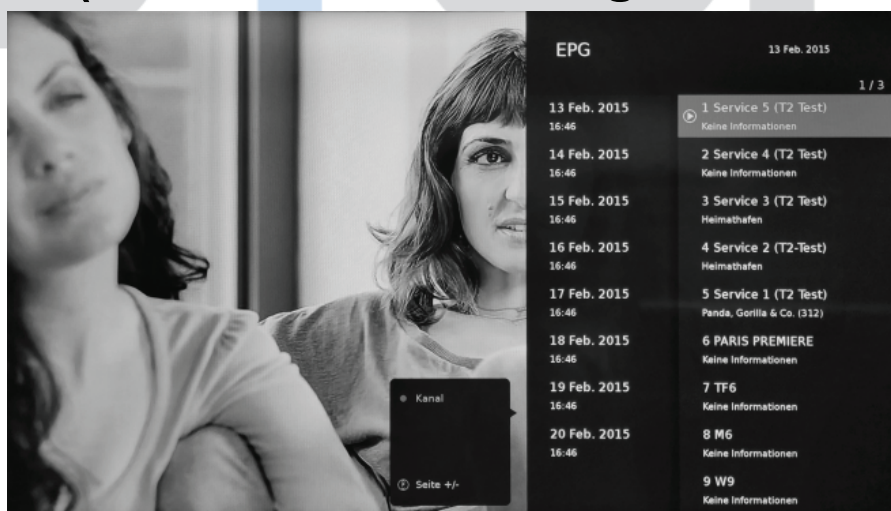 EPG
13 Feb. 2015
1 / 3
13 Feb. 2015
16:46
14 Feb. 2015
16:46
15 Feb. 2015
16:46
16 Feb. 2015
16:46
17 Feb. 2015
16:46
18 Feb. 2015
16:46
19 Feb. 2015
16:46
20 Feb. 2015
16:46
1 Service 5 (T2 Test)
Keine Informationen
2 Service 4 (T2 Test)
Keine Informationen
3 Service 3 (T2 Test)
Heimathafen
4 Service 2 (T2-Test)
Heimathafen
5 Service 1 (T2 Test)
Panda, Gorilla & Co. (312)
6 PARIS PREMIERE
Keine Informationen
7 TF6
Keine Informationen
8 M6
Keine Informationen
9 W9
Keine Informationen
Kanal
Seite +/-